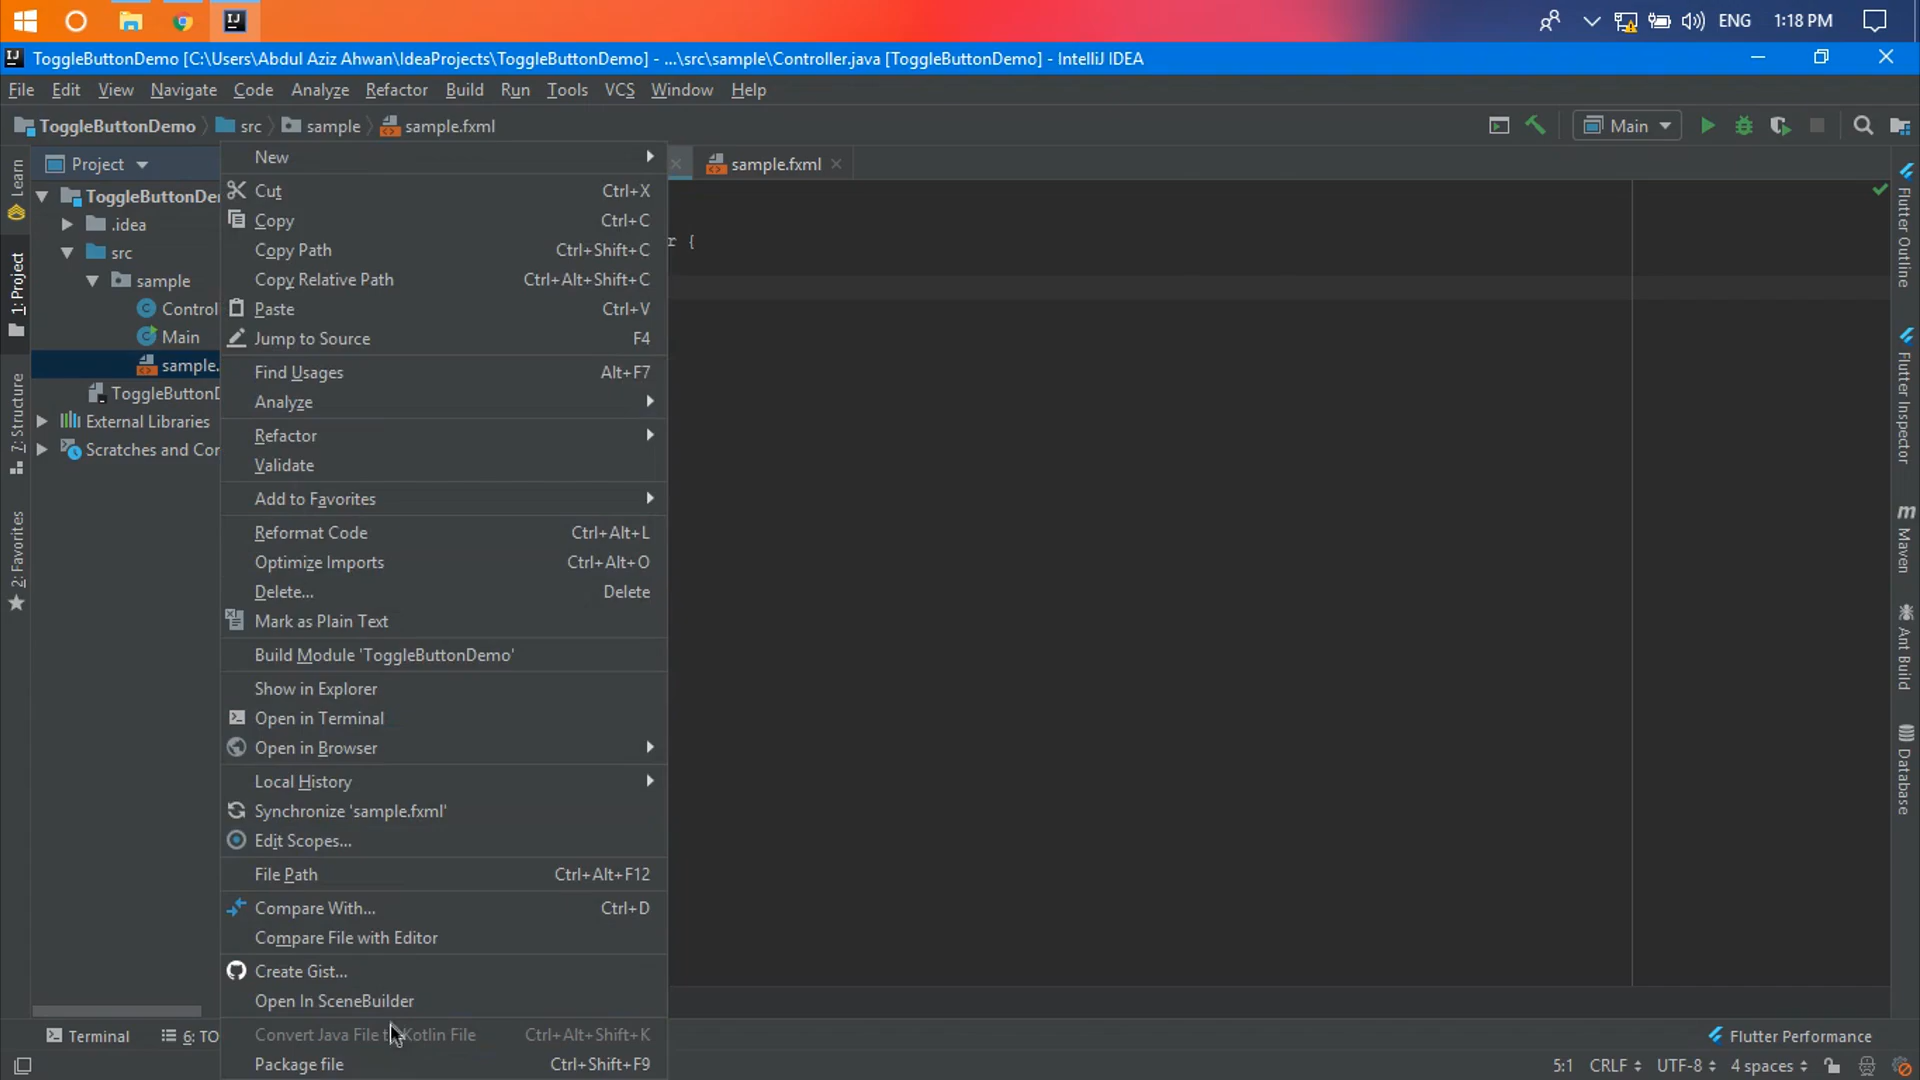 ENG
1:18 PM
ToggleButtonDemo [C:\Users\Abdul Aziz Ahwan\IdeaProjects\ToggleButtonDemo] - ...\src\sample\Controller.java [ToggleButtonDemo] - IntelliJ IDEA
File Edit View Navigate Code Analyze Refactor Build Run Tools VCS Window Help
ToggleButtonDemo src sample sample.fxml
Main
Project
sample.fxml
ToggleButtonDe
.idea
src
sample
Control
Main
sample.
ToggleButtonD
External Libraries
Scratches and Con
New
Cut Ctrl+X
Copy Ctrl+C
Copy Path Ctrl+Shift+C
Copy Relative Path Ctrl+Alt+Shift+C
Paste Ctrl+V
Jump to Source F4
Find Usages Alt+F7
Analyze
Refactor
Validate
Add to Favorites
Reformat Code Ctrl+Alt+L
Optimize Imports Ctrl+Alt+O
Delete... Delete
Mark as Plain Text
Build Module 'ToggleButtonDemo'
Show in Explorer
Open in Terminal
Open in Browser
Local History
Synchronize 'sample.fxml'
Edit Scopes...
File Path Ctrl+Alt+F12
Compare With... Ctrl+D
Compare File with Editor
Create Gist...
Open In SceneBuilder
Convert Java File Kotlin File Ctrl+Alt+Shift+K
Package file Ctrl+Shift+F9
r {
Learn
1: Project
7: Structure
2: Favorites
Flutter Outline
Flutter Inspector
m
Maven
Ant Build
Database
Terminal
6: TO
Flutter Performance
5:1 CRLF UTF-8 4 spaces